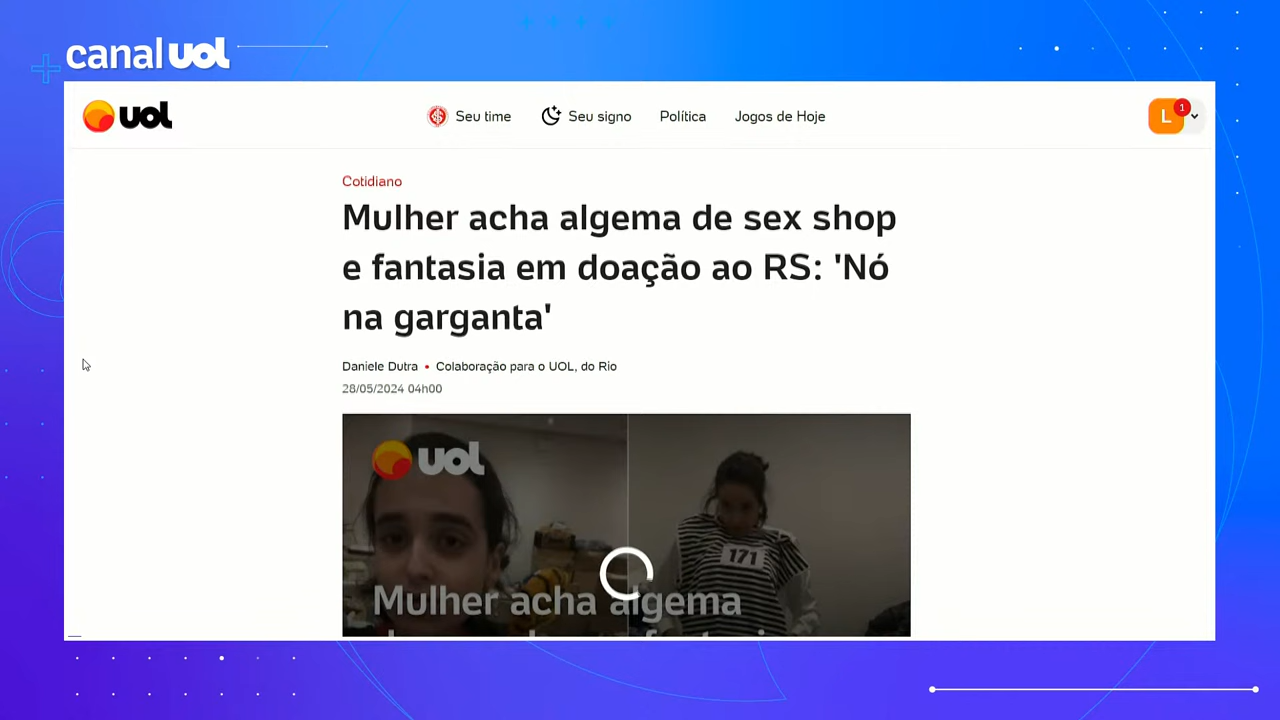 canal uol
uol
Seu time
Seu signo
Política
Jogos de Hoje
L
1
Cotidiano
Mulher acha algema de sex shop
e fantasia em doação ao RS: 'Nó
na garganta'
Daniele Dutra • Colaboração para o UOL, do Rio
28/05/2024 04h00
uol
171
Mulher acha algema